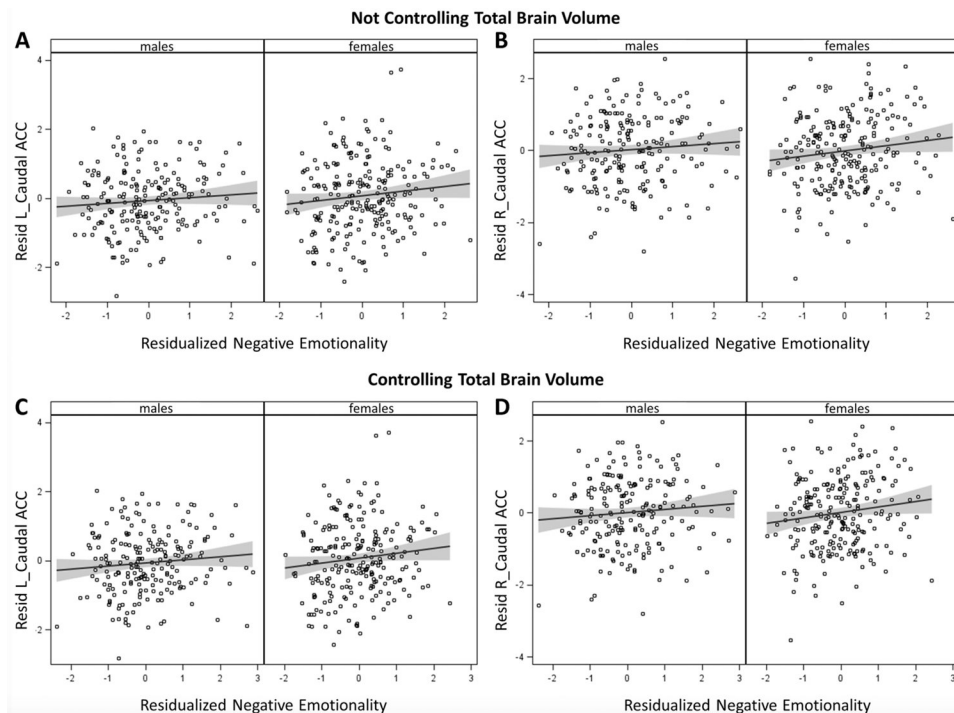 Not Controlling Total Brain Volume
A
males
females
4
2
0
-2
Resid L_Caudal ACC
-2
-1
0
1
2
-2
-1
0
1
2
Residualized Negative Emotionality
B
males
females
2
0
-2
-4
Resid R_Caudal ACC
-2
-1
0
1
2
-2
-1
0
1
2
Residualized Negative Emotionality
Controlling Total Brain Volume
C
males
females
4
2
0
-2
Resid L_Caudal ACC
-2
-1
0
1
2
3
-2
-1
0
1
2
3
Residualized Negative Emotionality
D
males
females
2
0
-2
-4
Resid R_Caudal ACC
-2
-1
0
1
2
3
-2
-1
0
1
2
3
Residualized Negative Emotionality